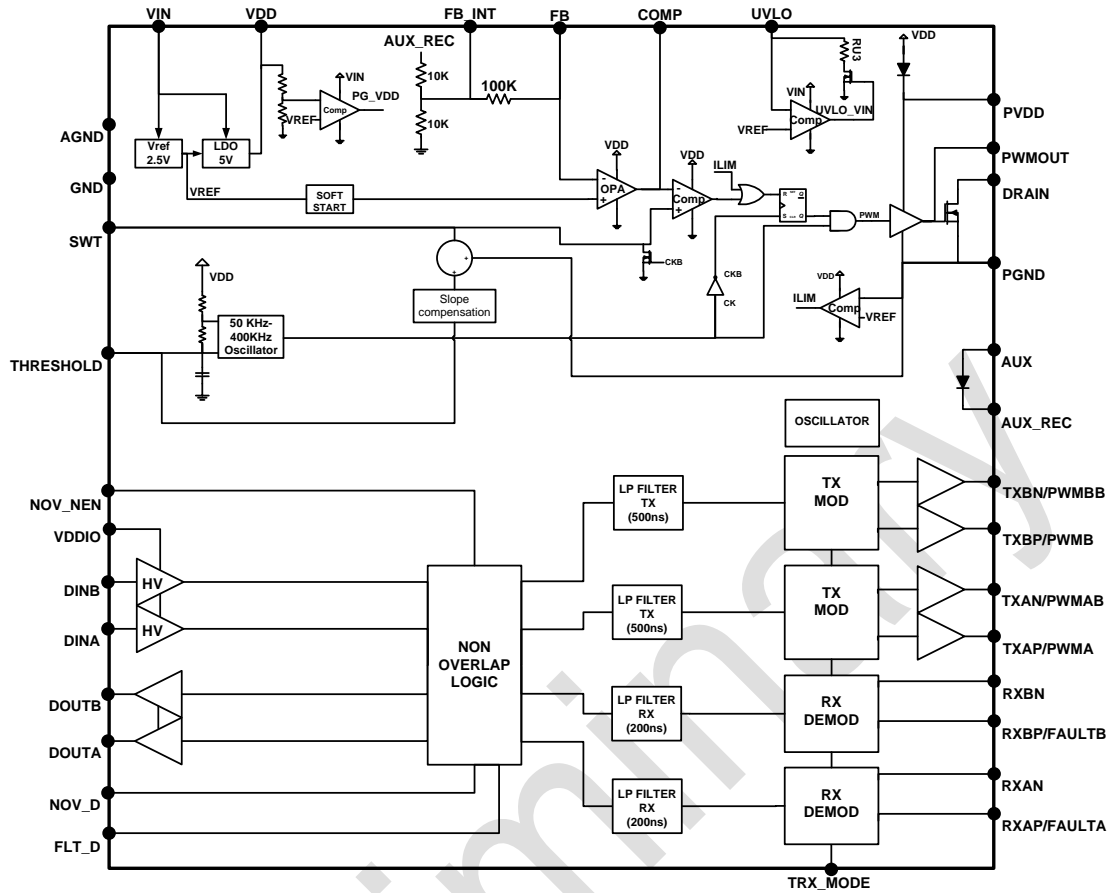 VIN
VDD
FB_INT
FB
COMP
UVLO
AUX_REC
10K
10K
100K
VIN
PG_VDD
Comp
VREF
VIN
UVLO_VIN
Comp
VREF
RU3
VDD
PVDD
AGND
Vref
2.5V
LDO
5V
GND
VREF
SOFT
START
VDD
-
OPA
+
VDD
-
Comp
+
ILIM
R
Q
S
Q
PWM
PWMOUT
DRAIN
SWT
+
+
CKB
CKB
CK
VDD
ILIM
Comp
VREF
PGND
VDD
Slope
compensation
50 KHz-
400KHz
Oscillator
THRESHOLD
AUX
AUX_REC
OSCILLATOR
NOV_NEN
VDDIO
DINB
HV
DINA
HV
DOUTB
DOUTA
NOV_D
FLT_D
NON
OVERLAP
LOGIC
LP FILTER
TX
(500ns)
LP FILTER
TX
(500ns)
LP FILTER
RX
(200ns)
LP FILTER
RX
(200ns)
TX
MOD
TX
MOD
RX
DEMOD
RX
DEMOD
TXBN/PWMBB
TXBP/PWMB
TXAN/PWMAB
TXAP/PWMA
RXBN
RXBP/FAULTB
RXAN
RXAP/FAULTA
TRX_MODE